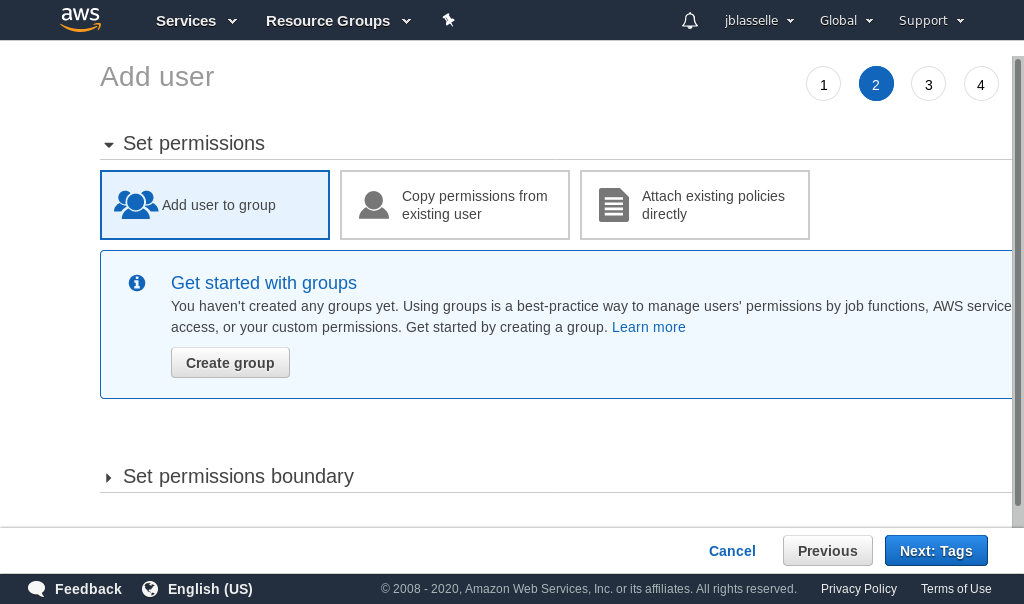 aws Services Resource Groups jblasselle Global Support
Add user 1 2 3 4
Set permissions
Add user to group
Copy permissions from
existing user
Attach existing policies
directly
Get started with groups
You haven't created any groups yet. Using groups is a best-practice way to manage users' permissions by job functions, AWS service
access, or your custom permissions. Get started by creating a group. Learn more
Create group
Set permissions boundary
Cancel Previous Next: Tags
Feedback English (US) © 2008 - 2020, Amazon Web Services, Inc. or its affiliates. All rights reserved. Privacy Policy Terms of Use